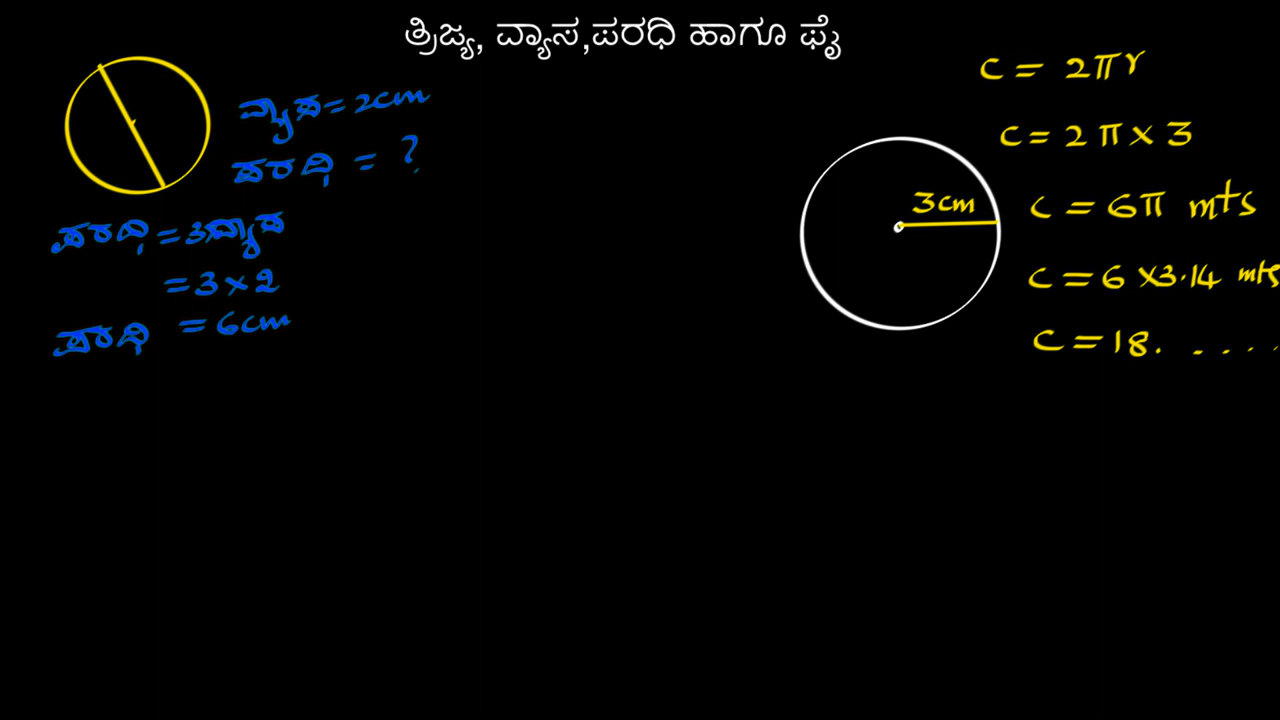 ತ್ರಿಜ್ಯ, ವ್ಯಾಸ,ಪರಧಿ ಹಾಗೂ ಫೈ
ವ್ಯಾಸ = 2cm
ಪರಧಿ = ?
ಪರಧಿ = 3xವ್ಯಾಸ
= 3 × 2
ಪರಧಿ = 6cm
3cm
C = 2πr
C = 2π × 3
C = 6π mts
C = 6 ×3.14 mts
C = 18. . . . .